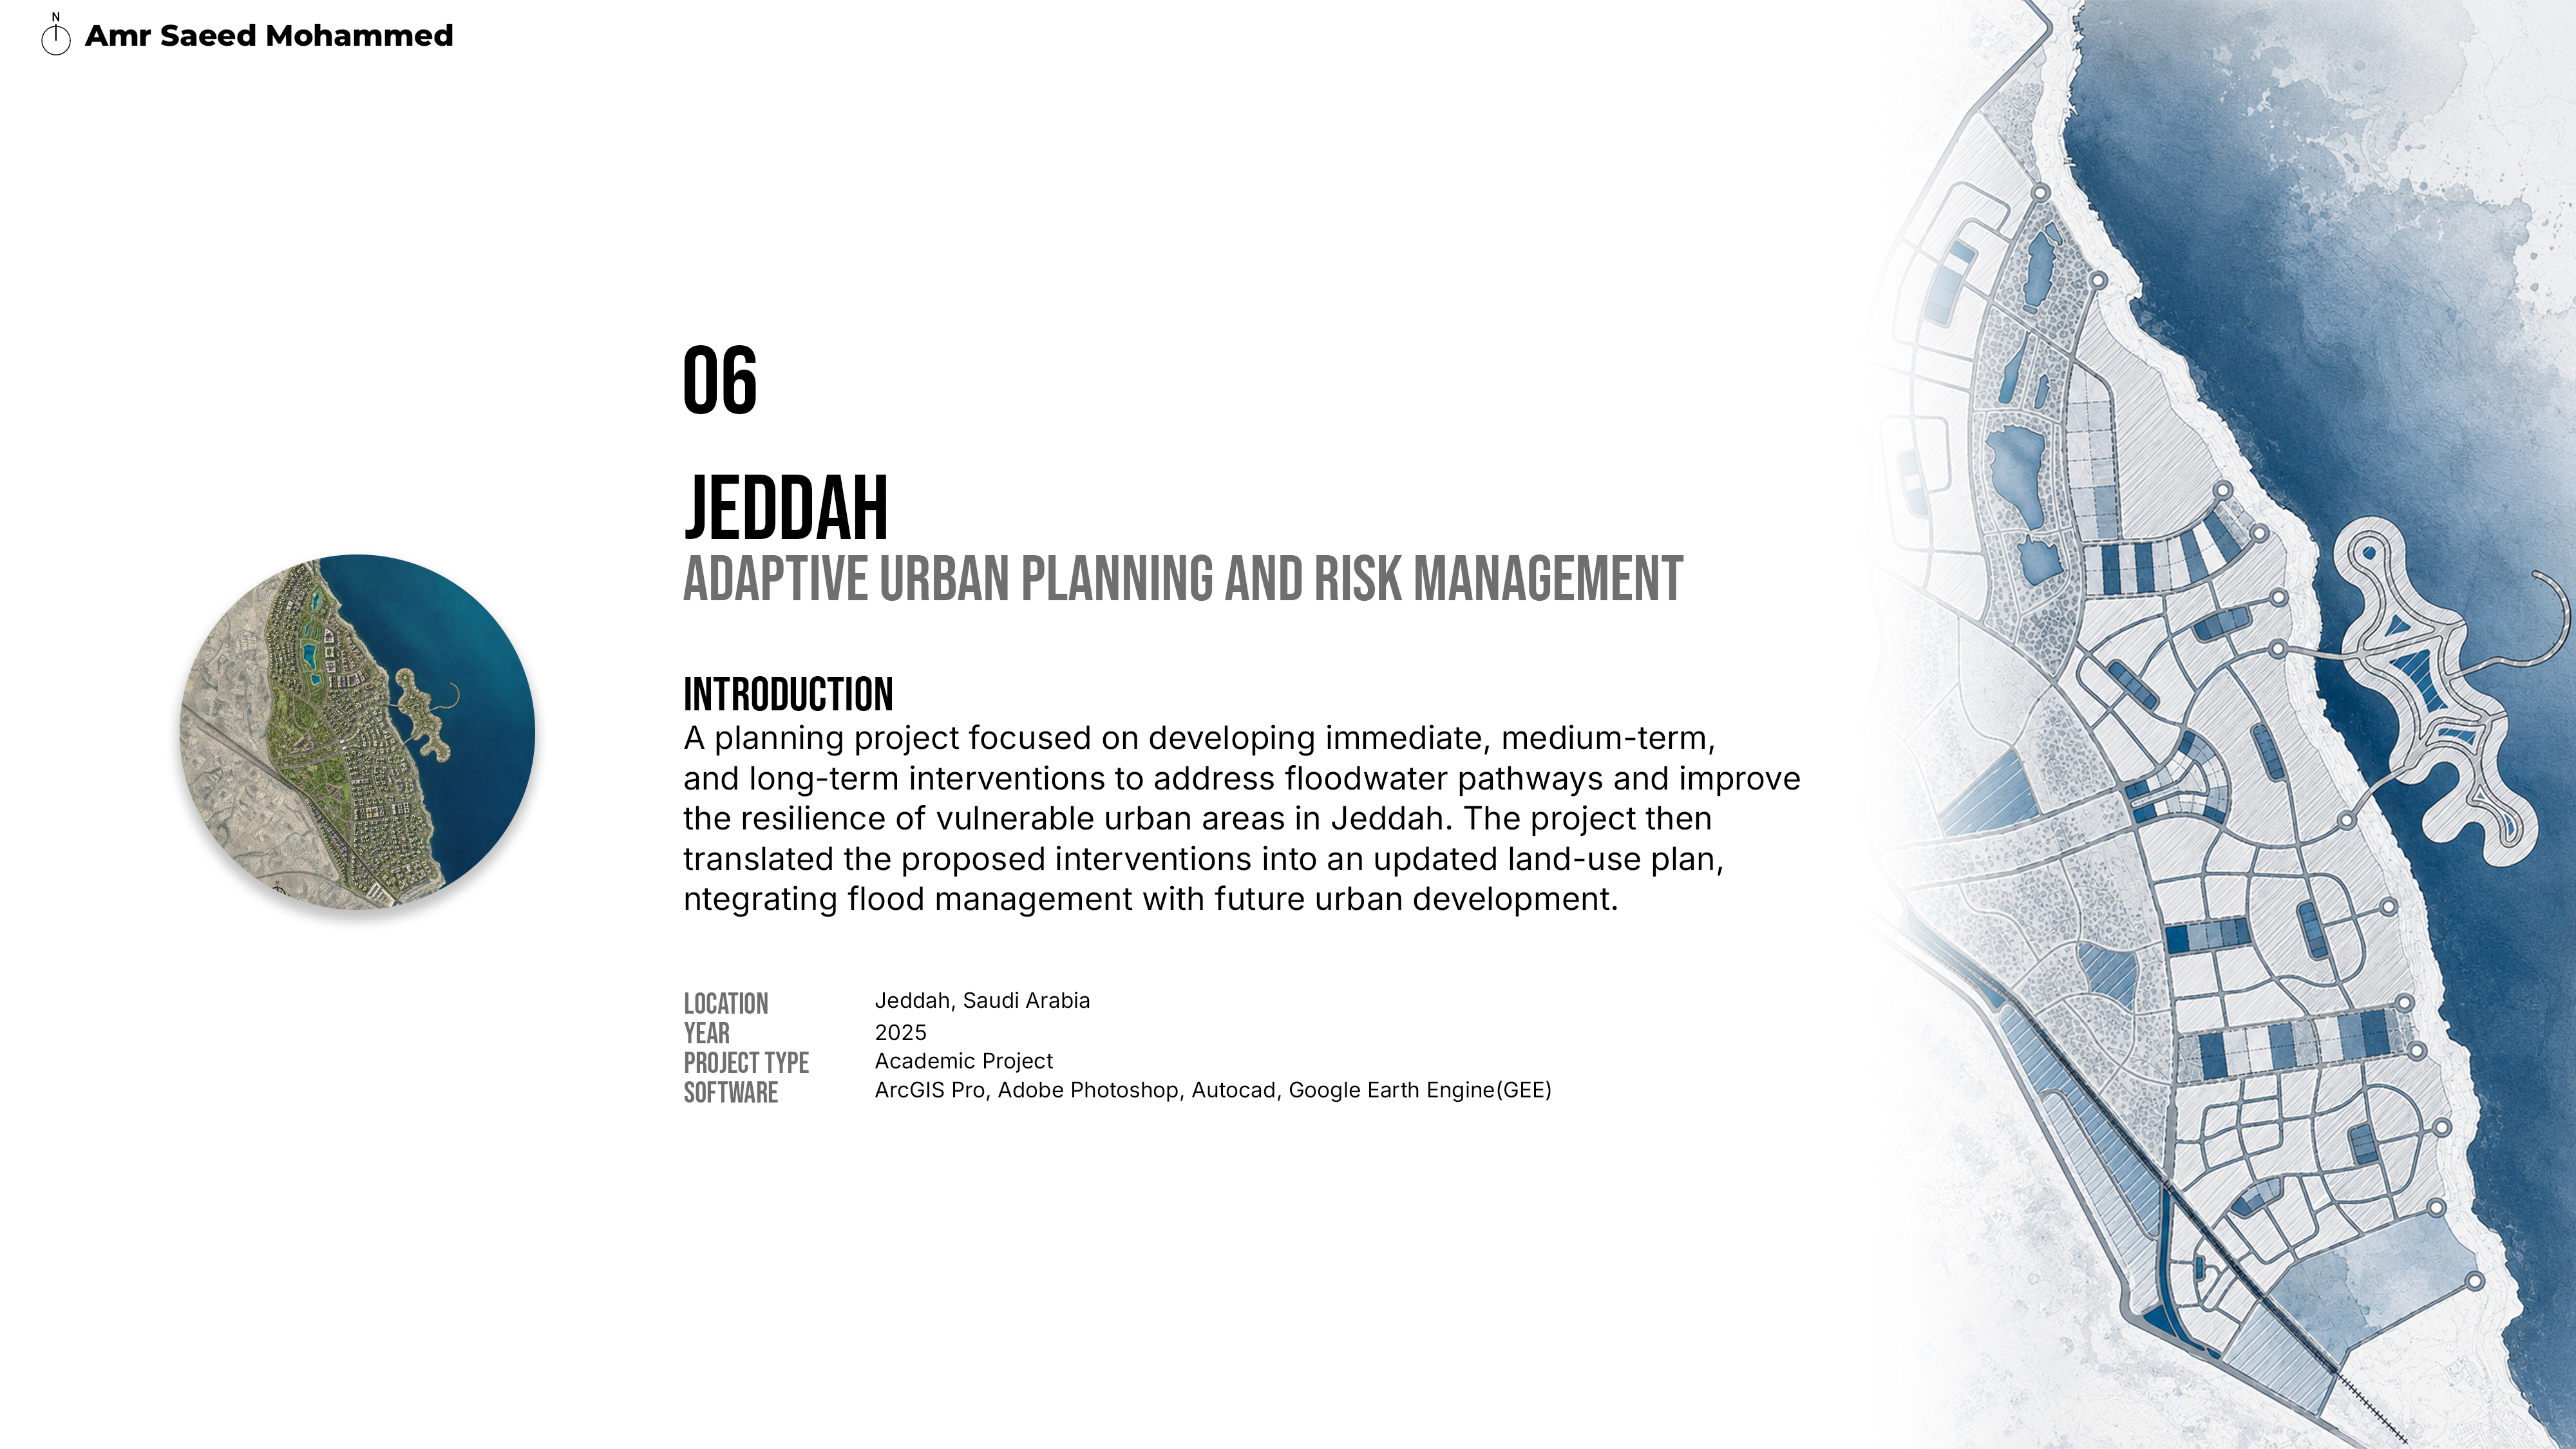 N
Amr Saeed Mohammed
06
JEDDAH
ADAPTIVE URBAN PLANNING AND RISK MANAGEMENT
INTRODUCTION
A planning project focused on developing immediate, medium-term,
and long-term interventions to address floodwater pathways and improve
the resilience of vulnerable urban areas in Jeddah. The project then
translated the proposed interventions into an updated land-use plan,
ntegrating flood management with future urban development.
LOCATION Jeddah, Saudi Arabia
YEAR 2025
PROJECT TYPE Academic Project
SOFTWARE ArcGIS Pro, Adobe Photoshop, Autocad, Google Earth Engine(GEE)